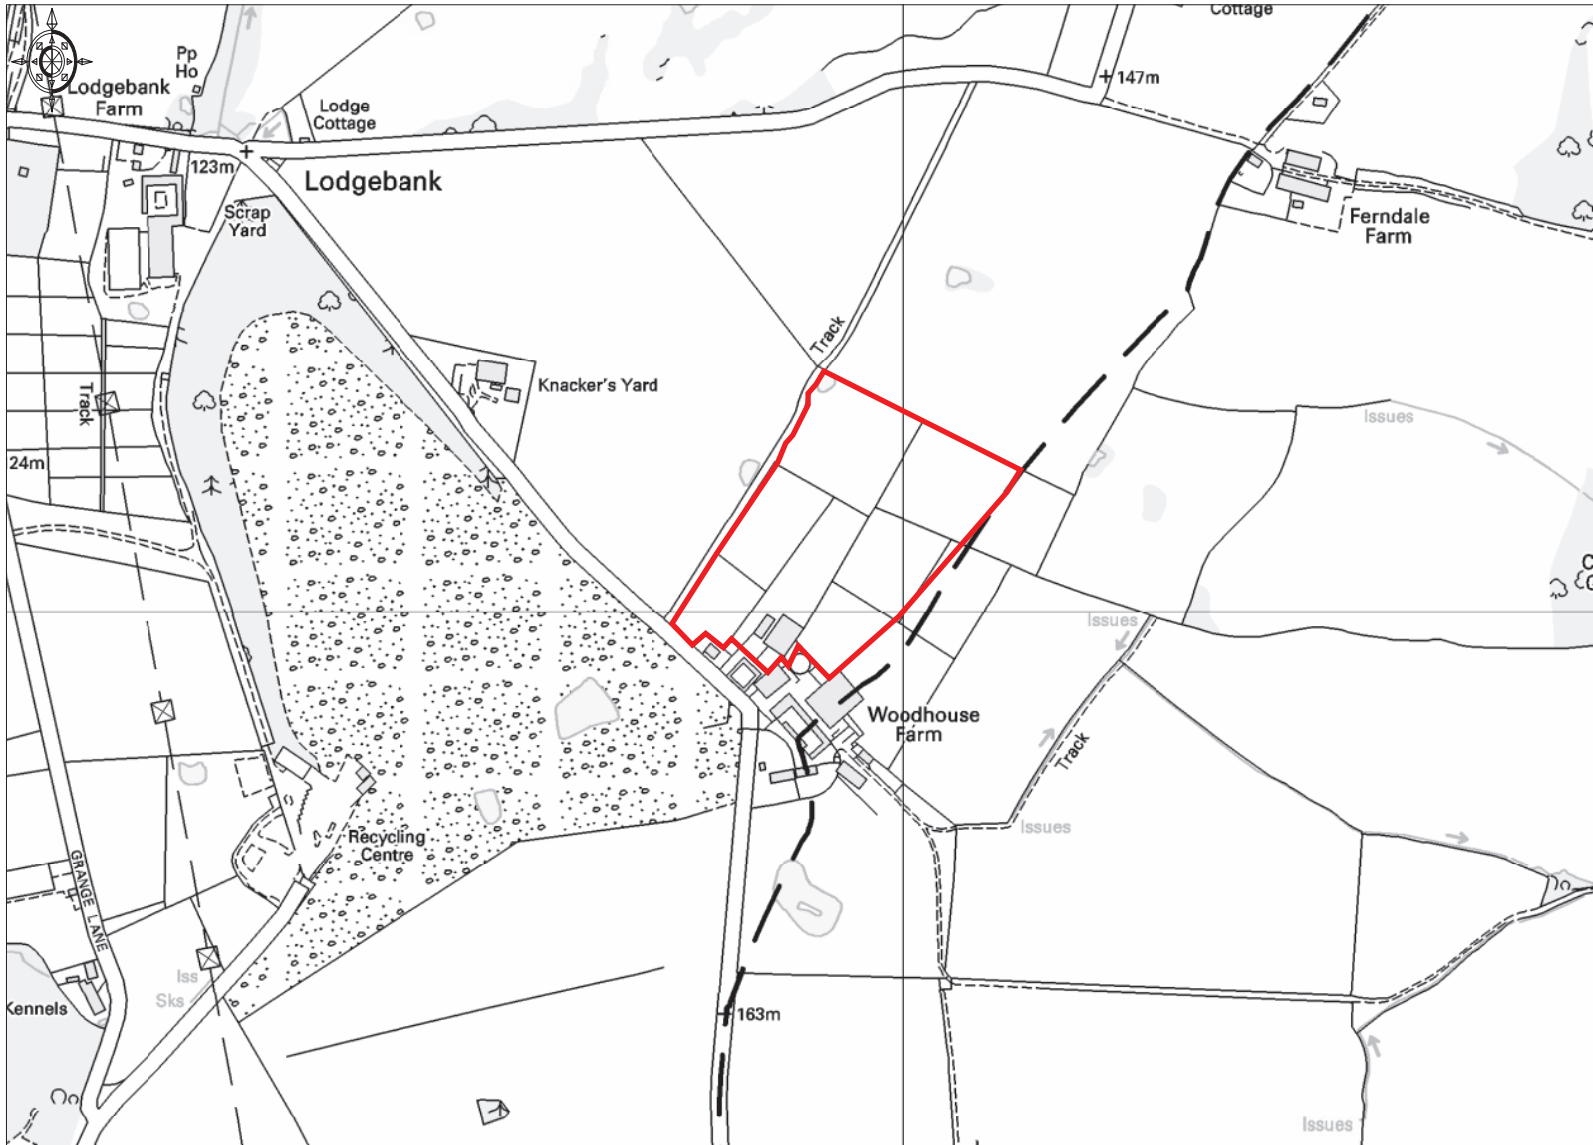 Cottage
Pp
Ho
Lodgebank
Farm
147m
Lodge
Cottage
123m
Lodgebank
Scrap
Yard
Ferndale
Farm
Track
Knacker's Yard
Track
Issues
24m
Issues
Woodhouse
Farm
Track
Issues
Recycling
Centre
GRANGE LANE
Iss
Sks
Kennels
163m
Issues